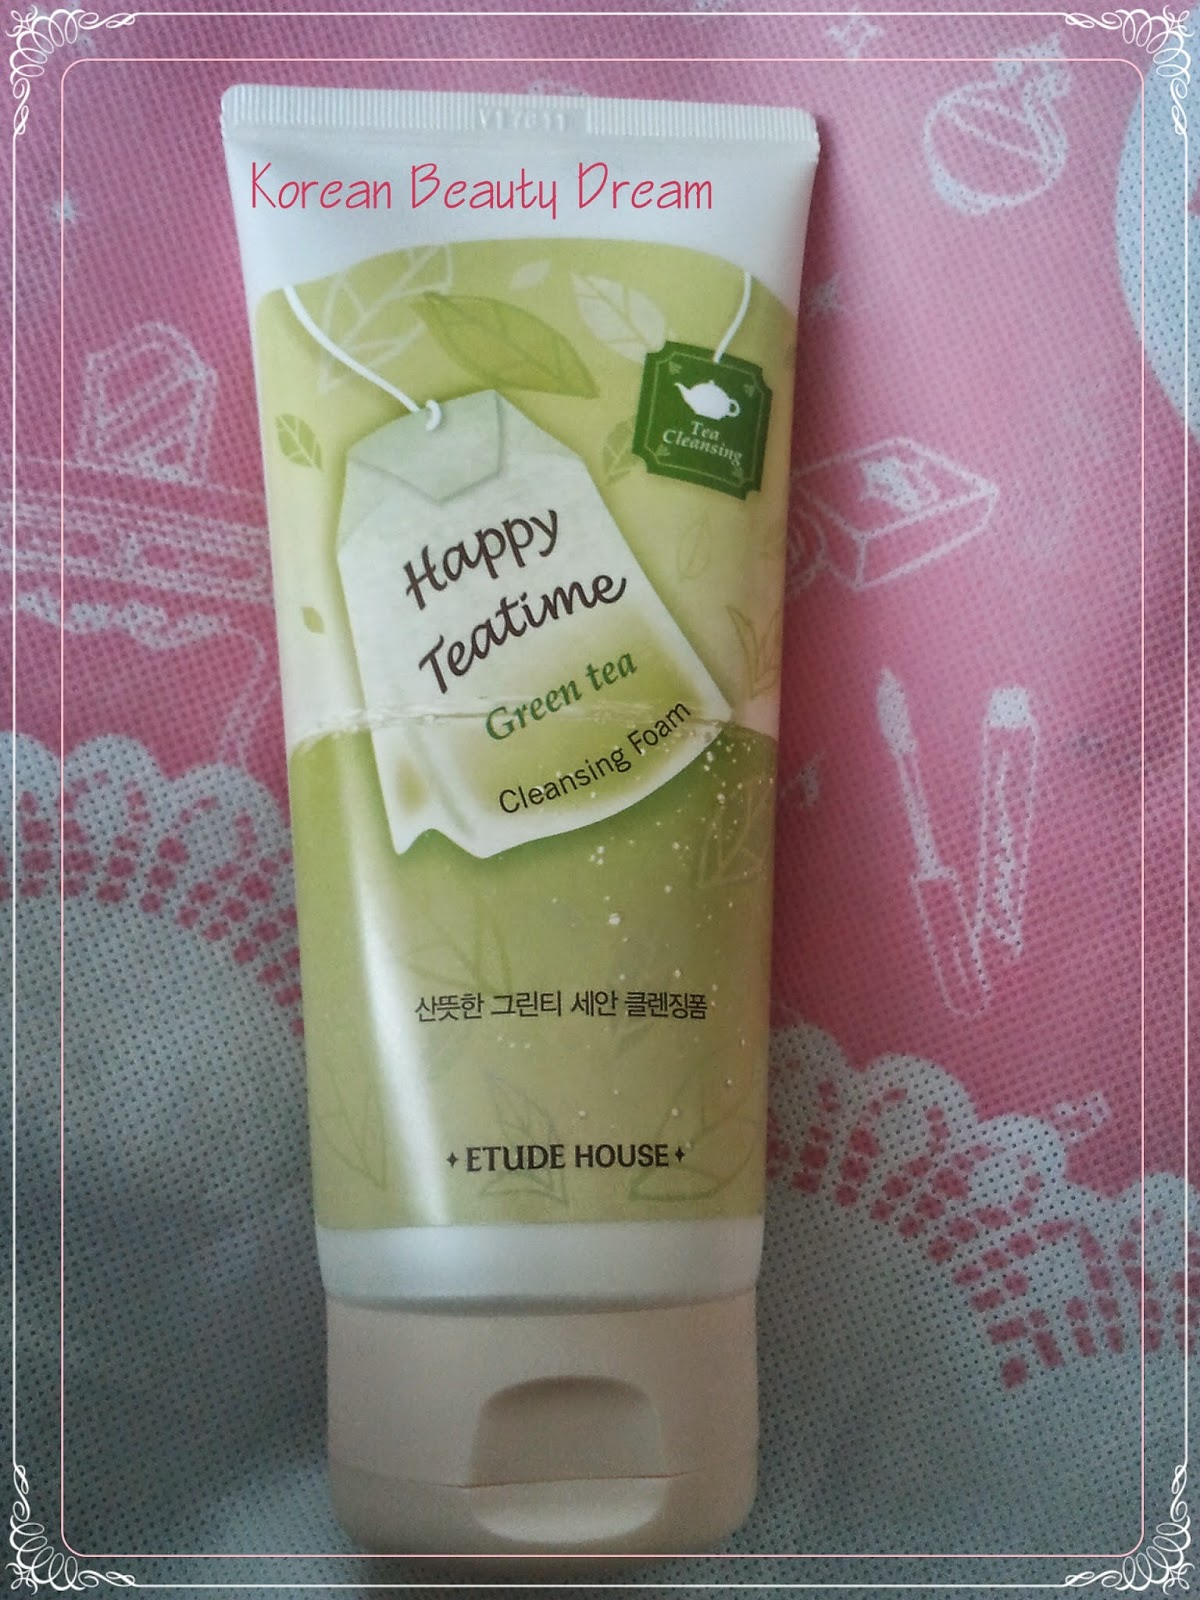 Korean Beauty Dream
Tea
Cleansing
Happy
Teatime
Green tea
Cleansing Foam
산뜻한 그린티 세안 클렌징폼
ETUDE HOUSE